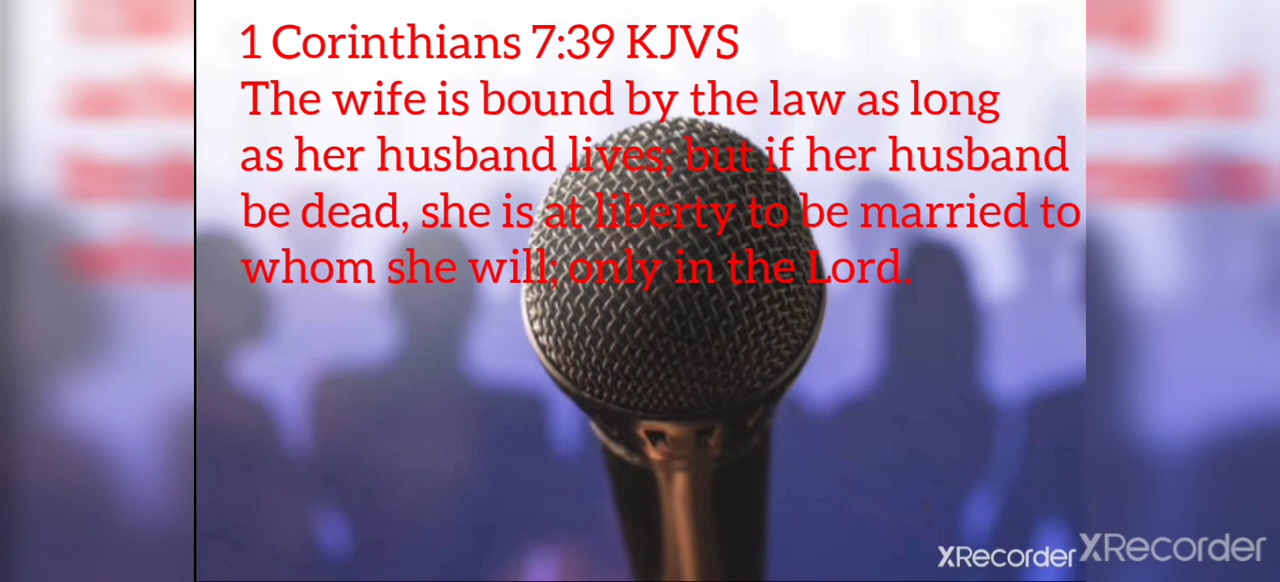 1 Corinthians 7:39 KJVS
The wife is bound by the law as long
as her husband lives; but if her husband
be dead, she is at liberty to be married to
whom she will; only in the Lord.
XRecorder
XRecorder